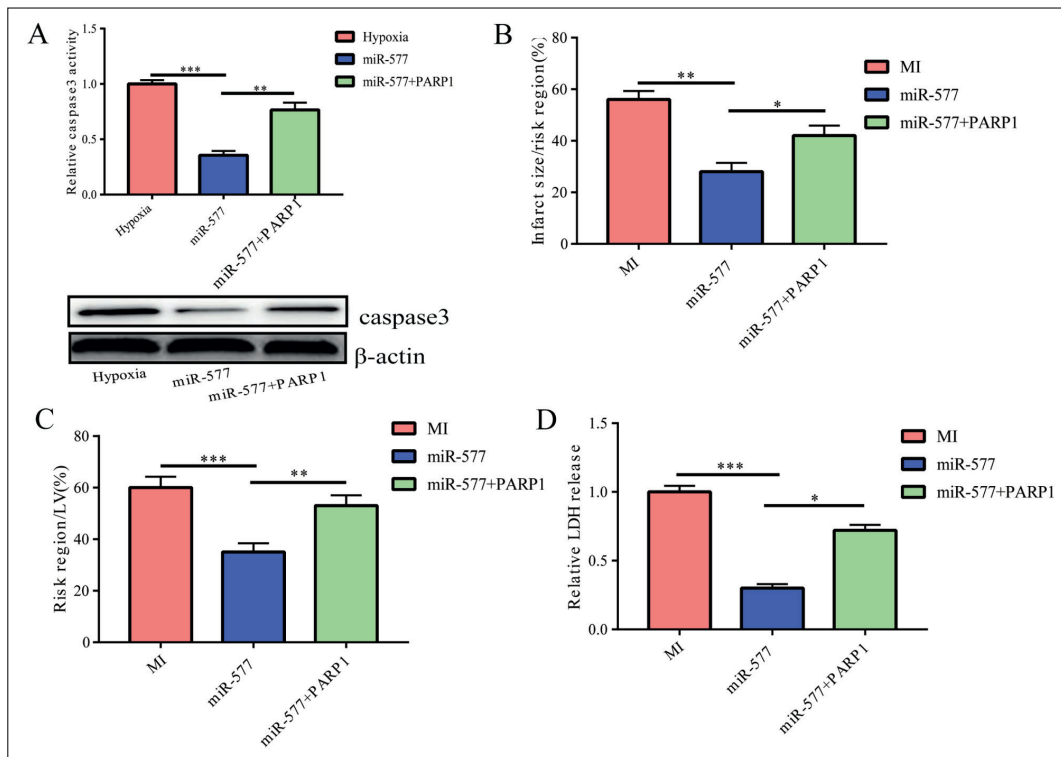 A
Relative caspase3 activity
1.5
1.0
0.5
0.0
***
**
Hypoxia
miR-577
miR-577+PARP1
Hypoxia
miR-577
miR-577+PARP1
caspase3
β-actin
Hypoxia
miR-577
miR-577+PARP1
B
Infarct size/risk region(%)
80
60
40
20
0
**
*
MI
miR-577
miR-577+PARP1
MI
miR-577
miR-577+PARP1
C
Risk region/LV(%)
80
60
40
20
0
***
**
MI
miR-577
miR-577+PARP1
MI
miR-577
miR-577+PARP1
D
Relative LDH release
1.5
1.0
0.5
0.0
***
*
MI
miR-577
miR-577+PARP1
MI
miR-577
miR-577+PARP1